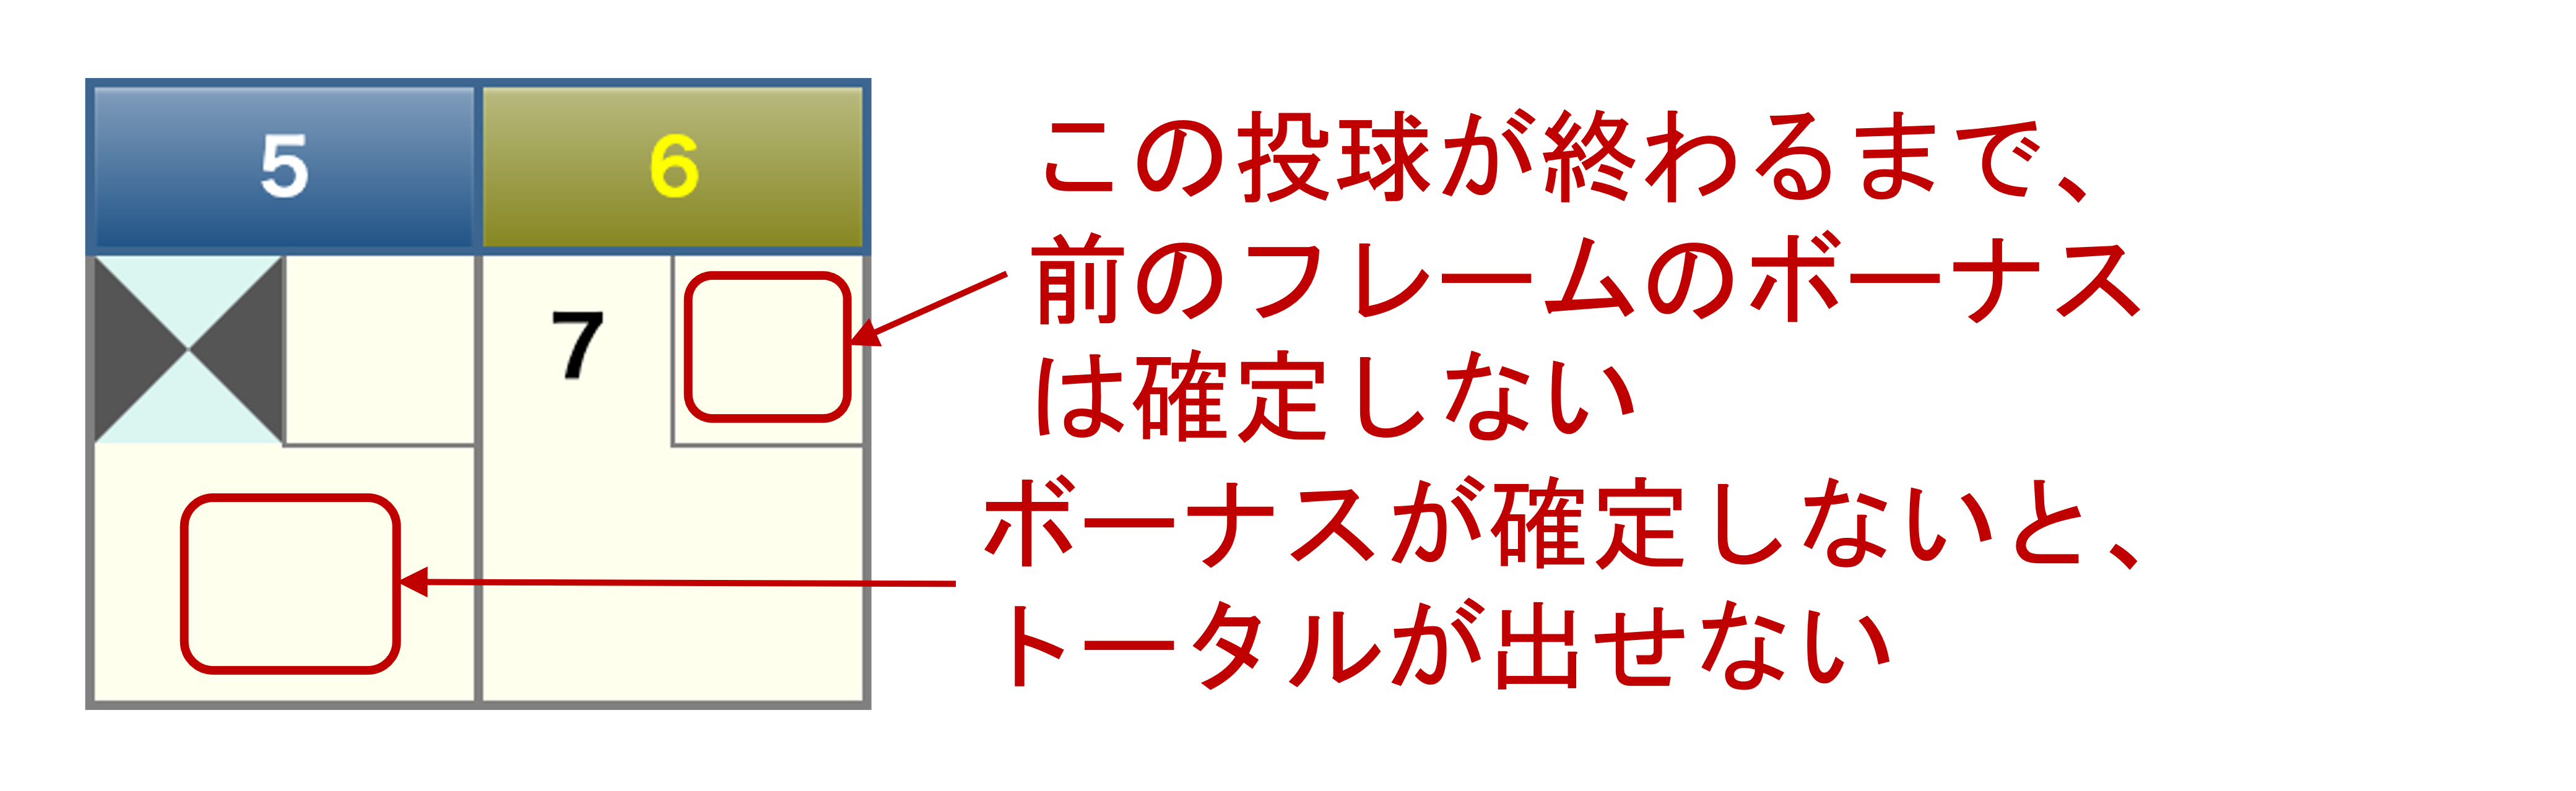 5
6
7
この投球が終わるまで、
前のフレームのボーナス
は確定しない
ボーナスが確定しないと、
トータルが出せない